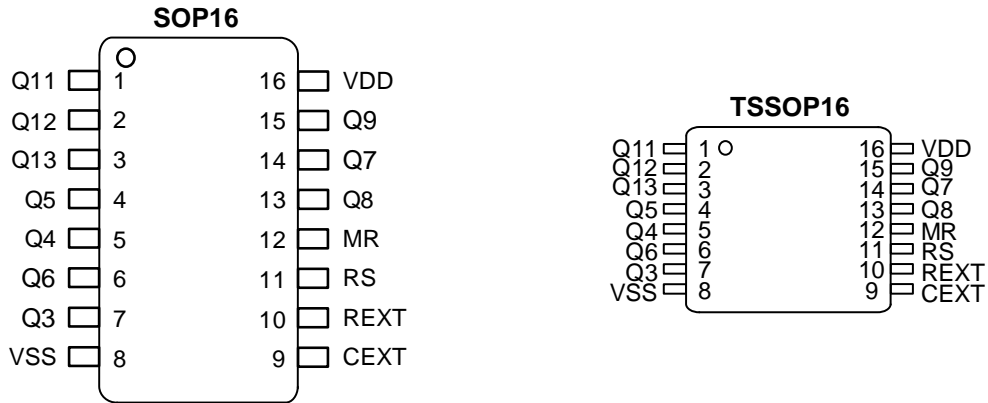 SOP16
Q11 1 16 VDD
Q12 2 15 Q9
Q13 3 14 Q7
Q5 4 13 Q8
Q4 5 12 MR
Q6 6 11 RS
Q3 7 10 REXT
VSS 8 9 CEXT
TSSOP16
Q11 1 16 VDD
Q12 2 15 Q9
Q13 3 14 Q7
Q5 4 13 Q8
Q4 5 12 MR
Q6 6 11 RS
Q3 7 10 REXT
VSS 8 9 CEXT